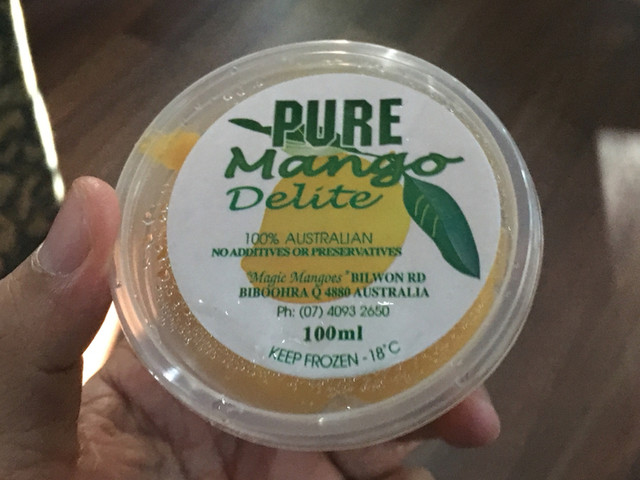 PURE
Mango
Delite
100% AUSTRALIAN
NO ADDITIVES OR PRESERVATIVES
"Magic Mangoes" BILWON RD
BIBOOHRA Q 4880 AUSTRALIA
Ph: (07) 4093 2650
100ml
KEEP FROZEN -18°C